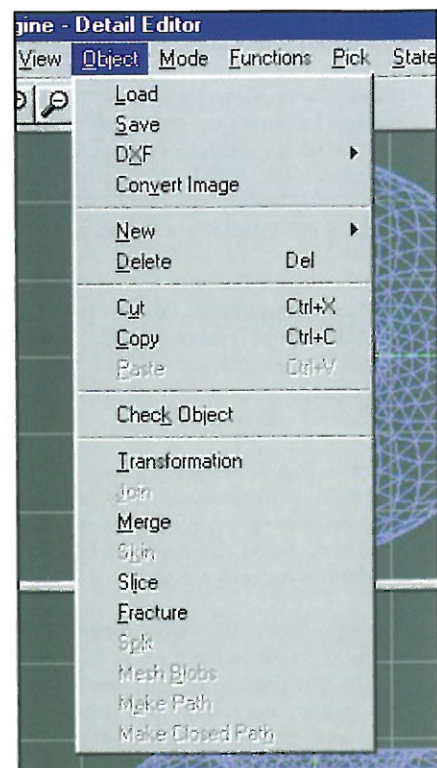 gine - Detail Editor
View Object Mode Functions Pick State
Load
Save
DXF
Convert Image
New
Delete Del
Cut Ctrl+X
Copy Ctrl+C
Paste Ctrl+V
Check Object
Transformation
Join
Merge
Skin
Slice
Fracture
Split
Mesh Blobs
Make Path
Make Closed Path